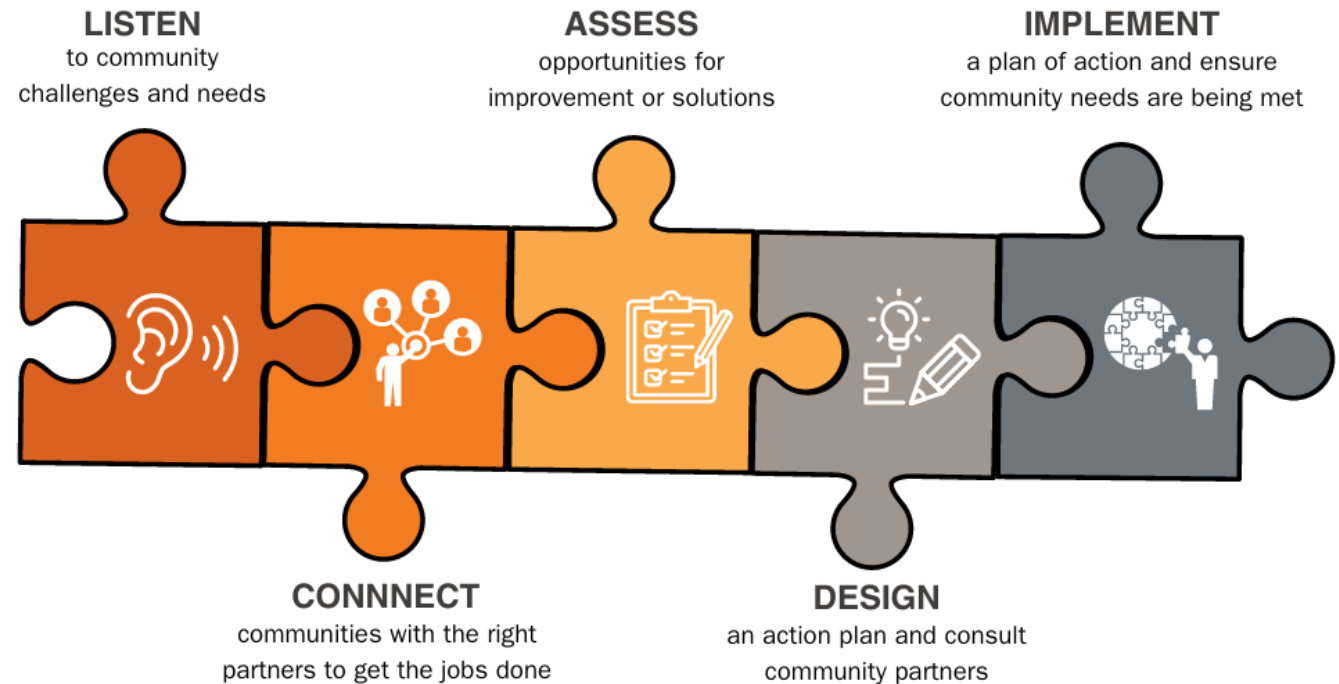 LISTEN
to community
challenges and needs
CONNNECT
communities with the right
partners to get the jobs done
ASSESS
opportunities for
improvement or solutions
DESIGN
an action plan and consult
community partners
IMPLEMENT
a plan of action and ensure
community needs are being met